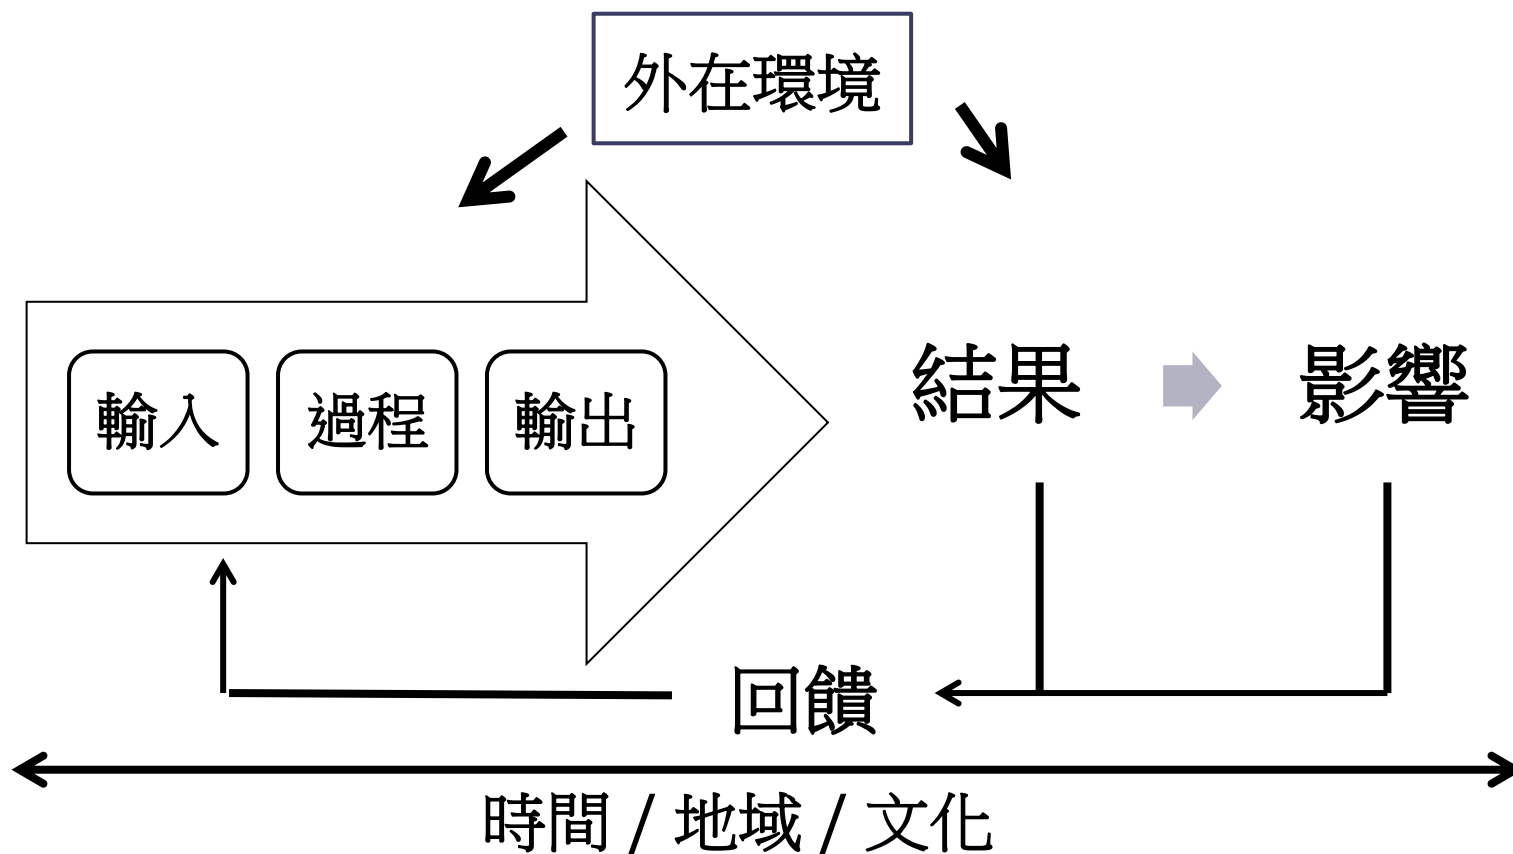 外在環境
輸入
過程
輸出
結果
影響
回饋
時間 / 地域 / 文化